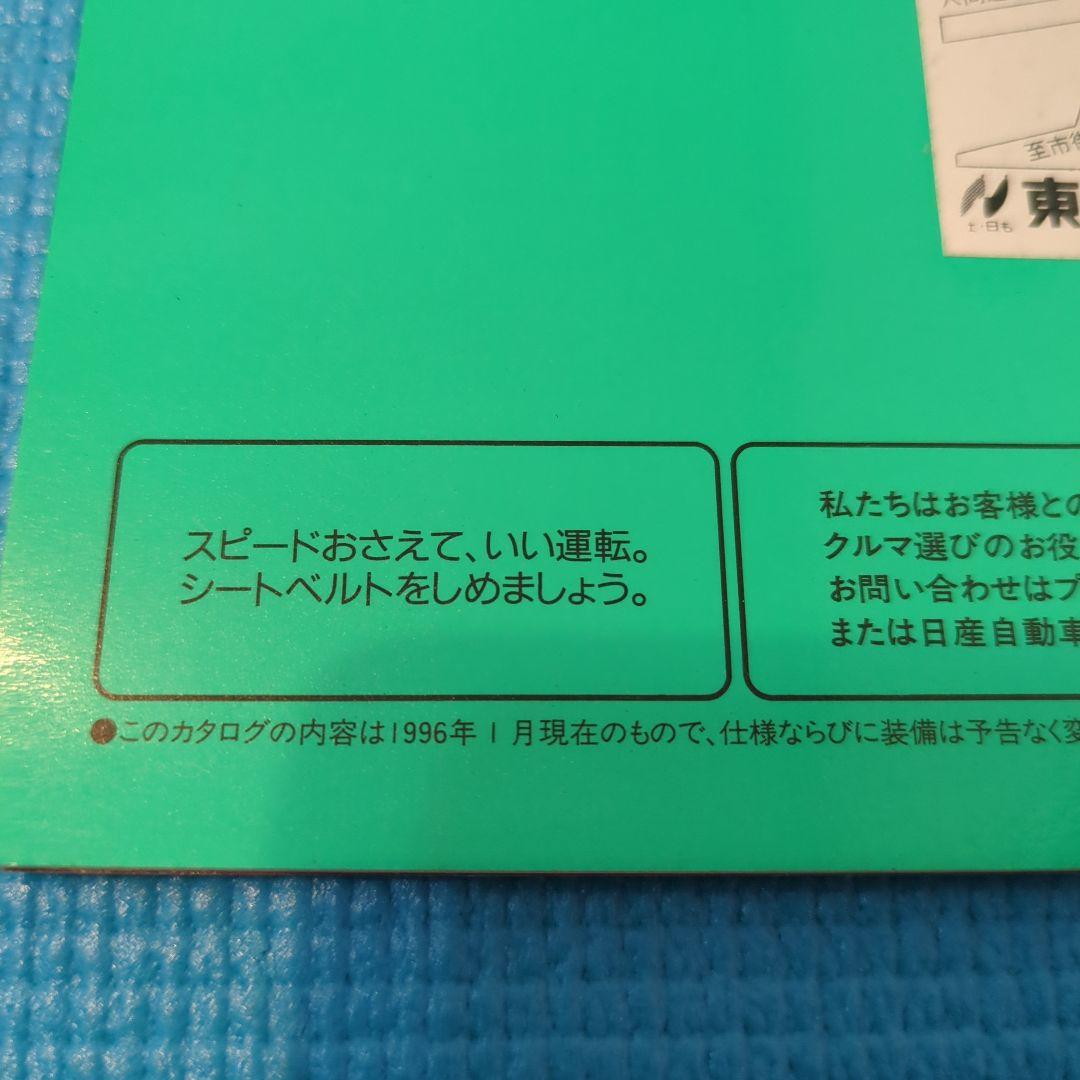 至市
東
土・日も
スピードおさえて、いい運転。
シートベルトをしめましょう。
私たちはお客様との
クルマ選びのお役
お問い合わせはプ
または日産自動車
●このカタログの内容は1996年1月現在のもので、仕様ならびに装備は予告なく変